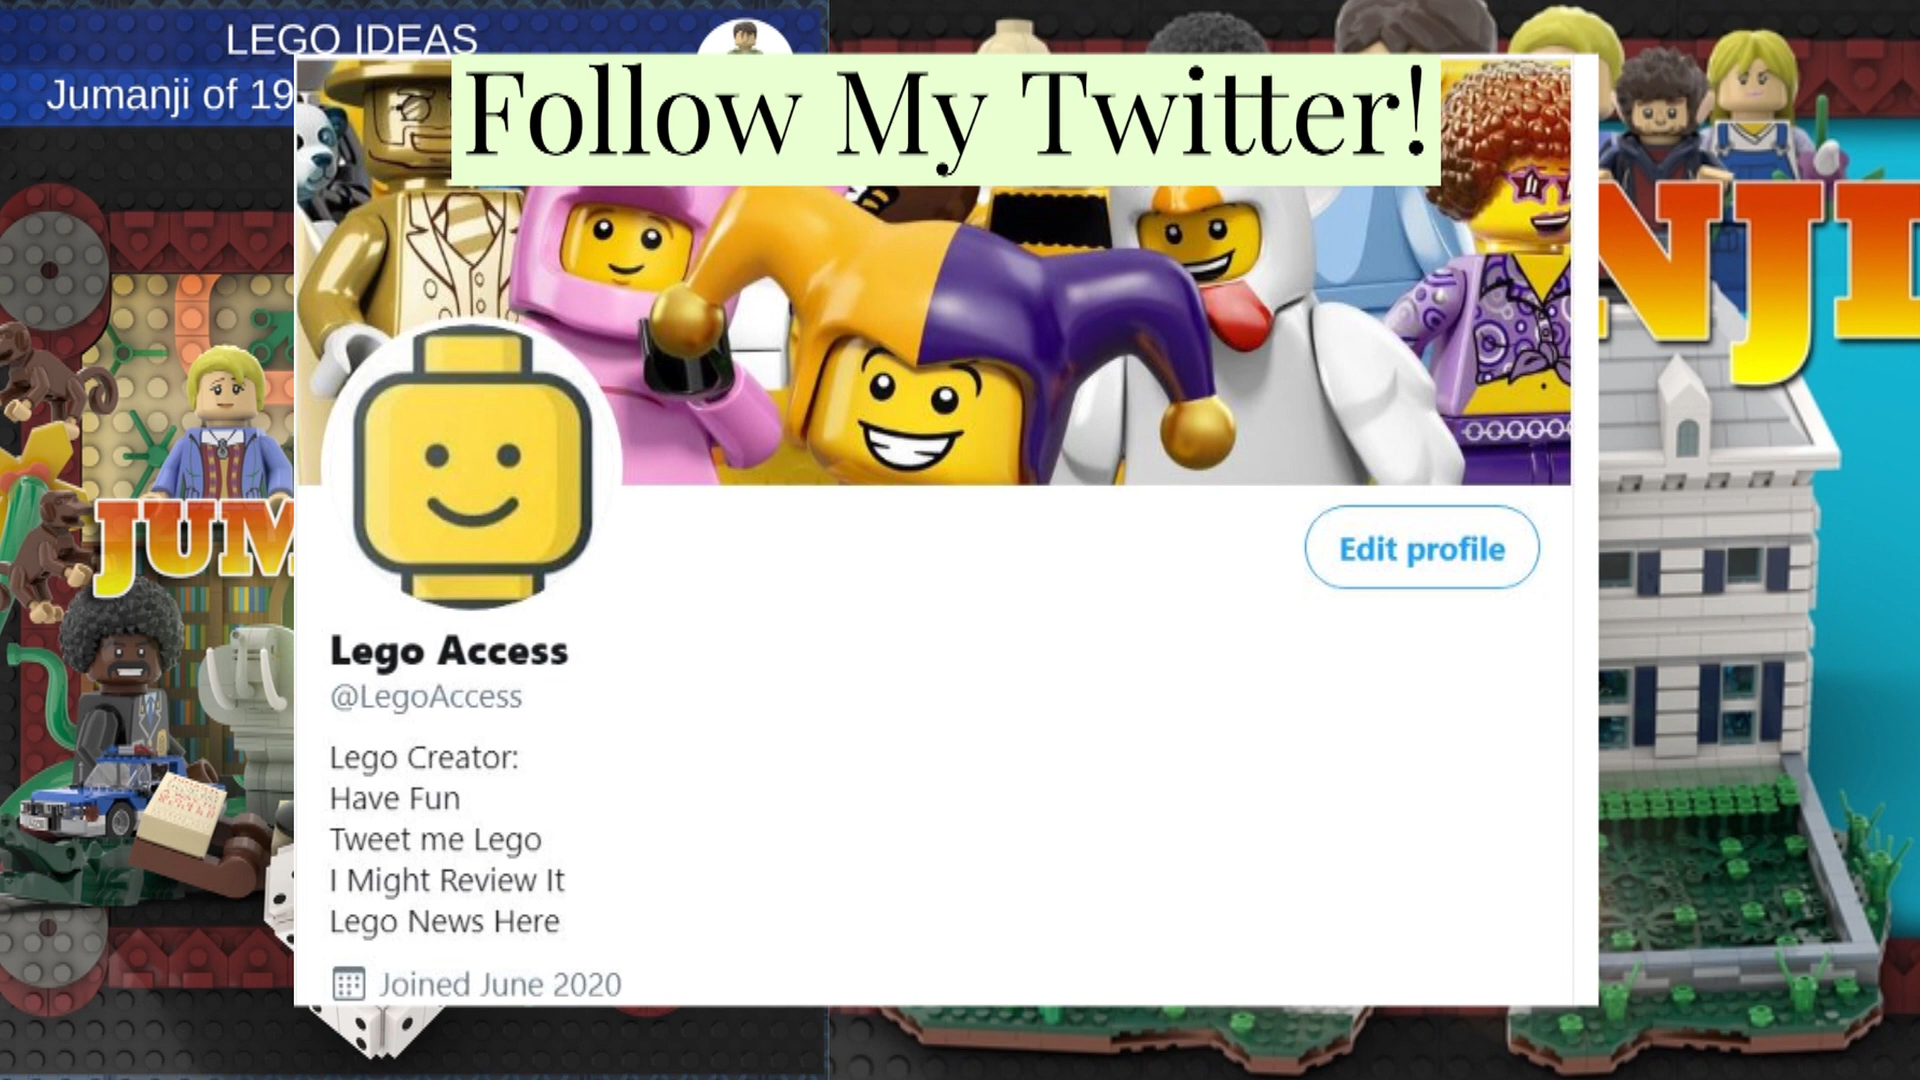 LEGO IDEAS
Jumanji of 19
Follow My Twitter!
JUM
NJI
Edit profile
Lego Access
@LegoAccess
Lego Creator:
Have Fun
Tweet me Lego
I Might Review It
Lego News Here
Joined June 2020